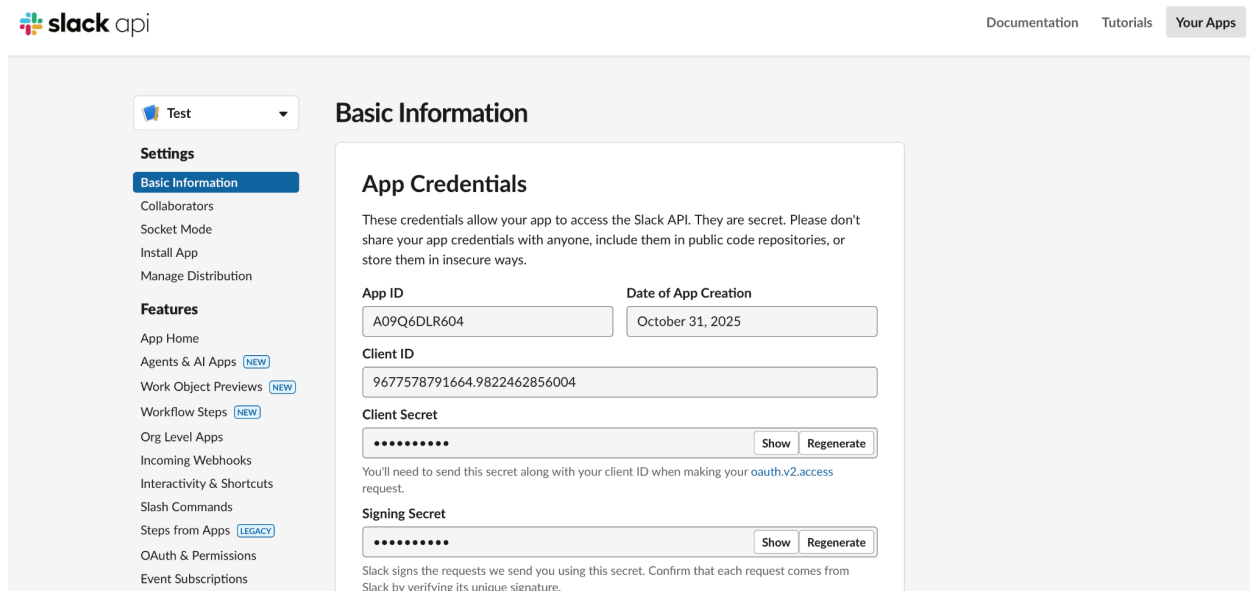 slack api
Documentation
Tutorials
Your Apps
Test
Settings
Basic Information
Collaborators
Socket Mode
Install App
Manage Distribution
Features
App Home
Agents & AI Apps NEW
Work Object Previews NEW
Workflow Steps NEW
Org Level Apps
Incoming Webhooks
Interactivity & Shortcuts
Slash Commands
Steps from Apps LEGACY
OAuth & Permissions
Event Subscriptions
Basic Information
App Credentials
These credentials allow your app to access the Slack API. They are secret. Please don't
share your app credentials with anyone, include them in public code repositories, or
store them in insecure ways.
App ID
A09Q6DLR604
Date of App Creation
October 31, 2025
Client ID
9677578791664.9822462856004
Client Secret
••••••••••
Show
Regenerate
You'll need to send this secret along with your client ID when making your oauth.v2.access
request.
Signing Secret
••••••••••
Show
Regenerate
Slack signs the requests we send you using this secret. Confirm that each request comes from
Slack by verifying its unique signature.